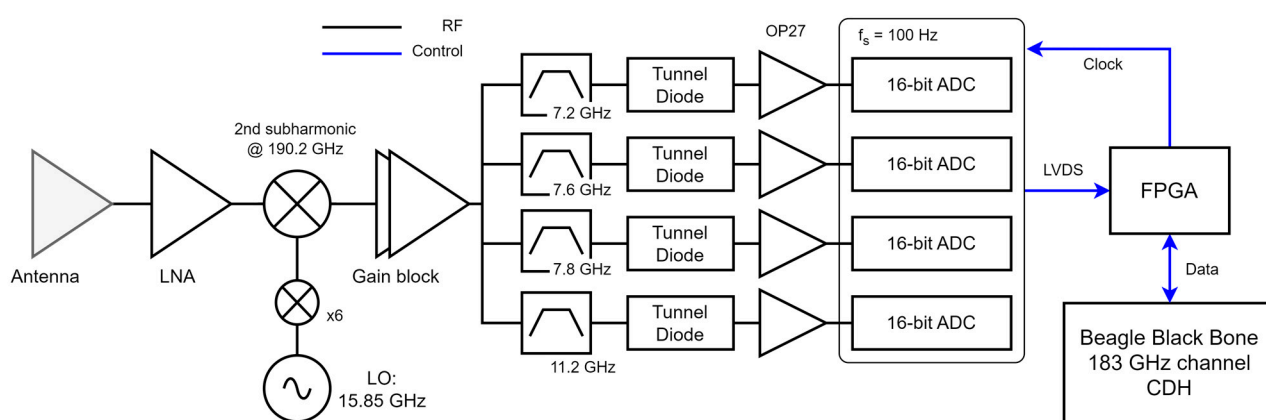 RF
Control
OP27
fs = 100 Hz
Tunnel
Diode
16-bit ADC
7.2 GHz
Clock
2nd subharmonic
@ 190.2 GHz
Tunnel
Diode
16-bit ADC
7.6 GHz
LVDS
FPGA
Antenna
LNA
Gain block
Tunnel
Diode
16-bit ADC
7.8 GHz
Data
x6
Tunnel
Diode
16-bit ADC
11.2 GHz
LO:
15.85 GHz
Beagle Black Bone
183 GHz channel
CDH